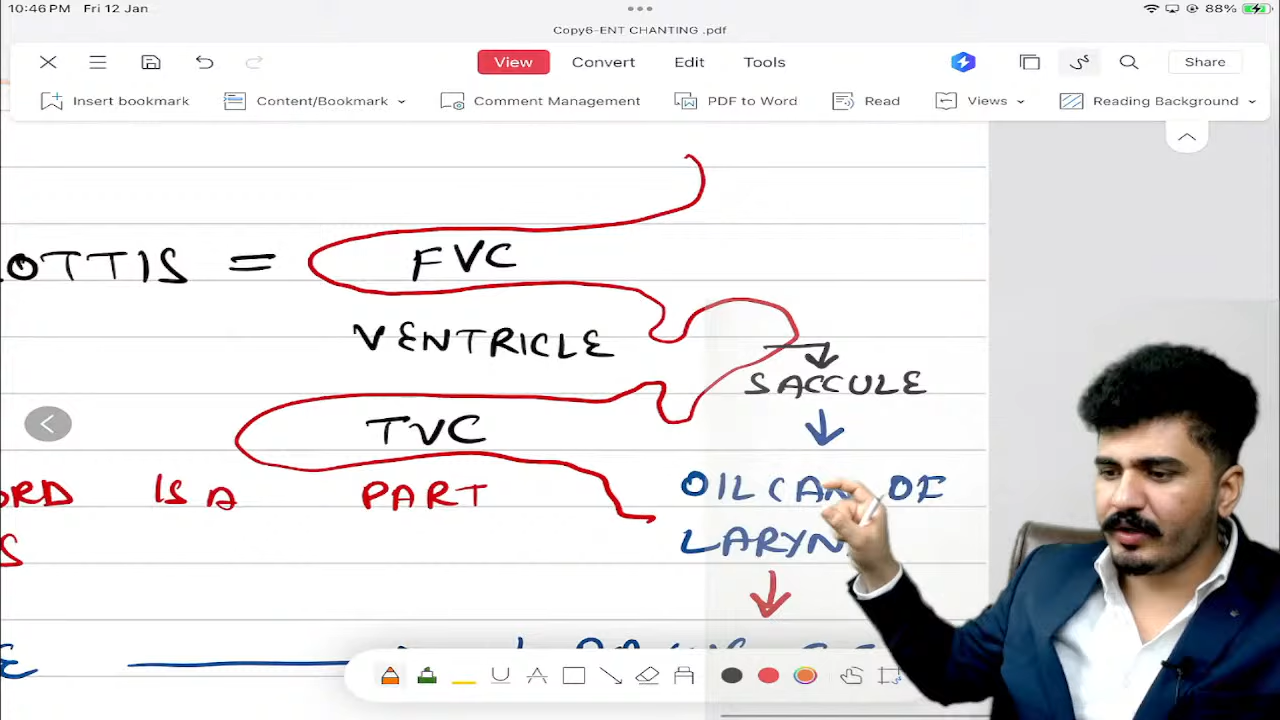 10:46 PM Fri 12 Jan
88%
Copy6-ENT CHANTING .pdf
View Convert Edit Tools
Share
Insert bookmark Content/Bookmark Comment Management PDF to Word Read Views Reading Background
OTTIS = FVC
VENTRICLE
SACCULE
TVC
ORD IS A PART
OIL CAN OF
S
LARYN
E